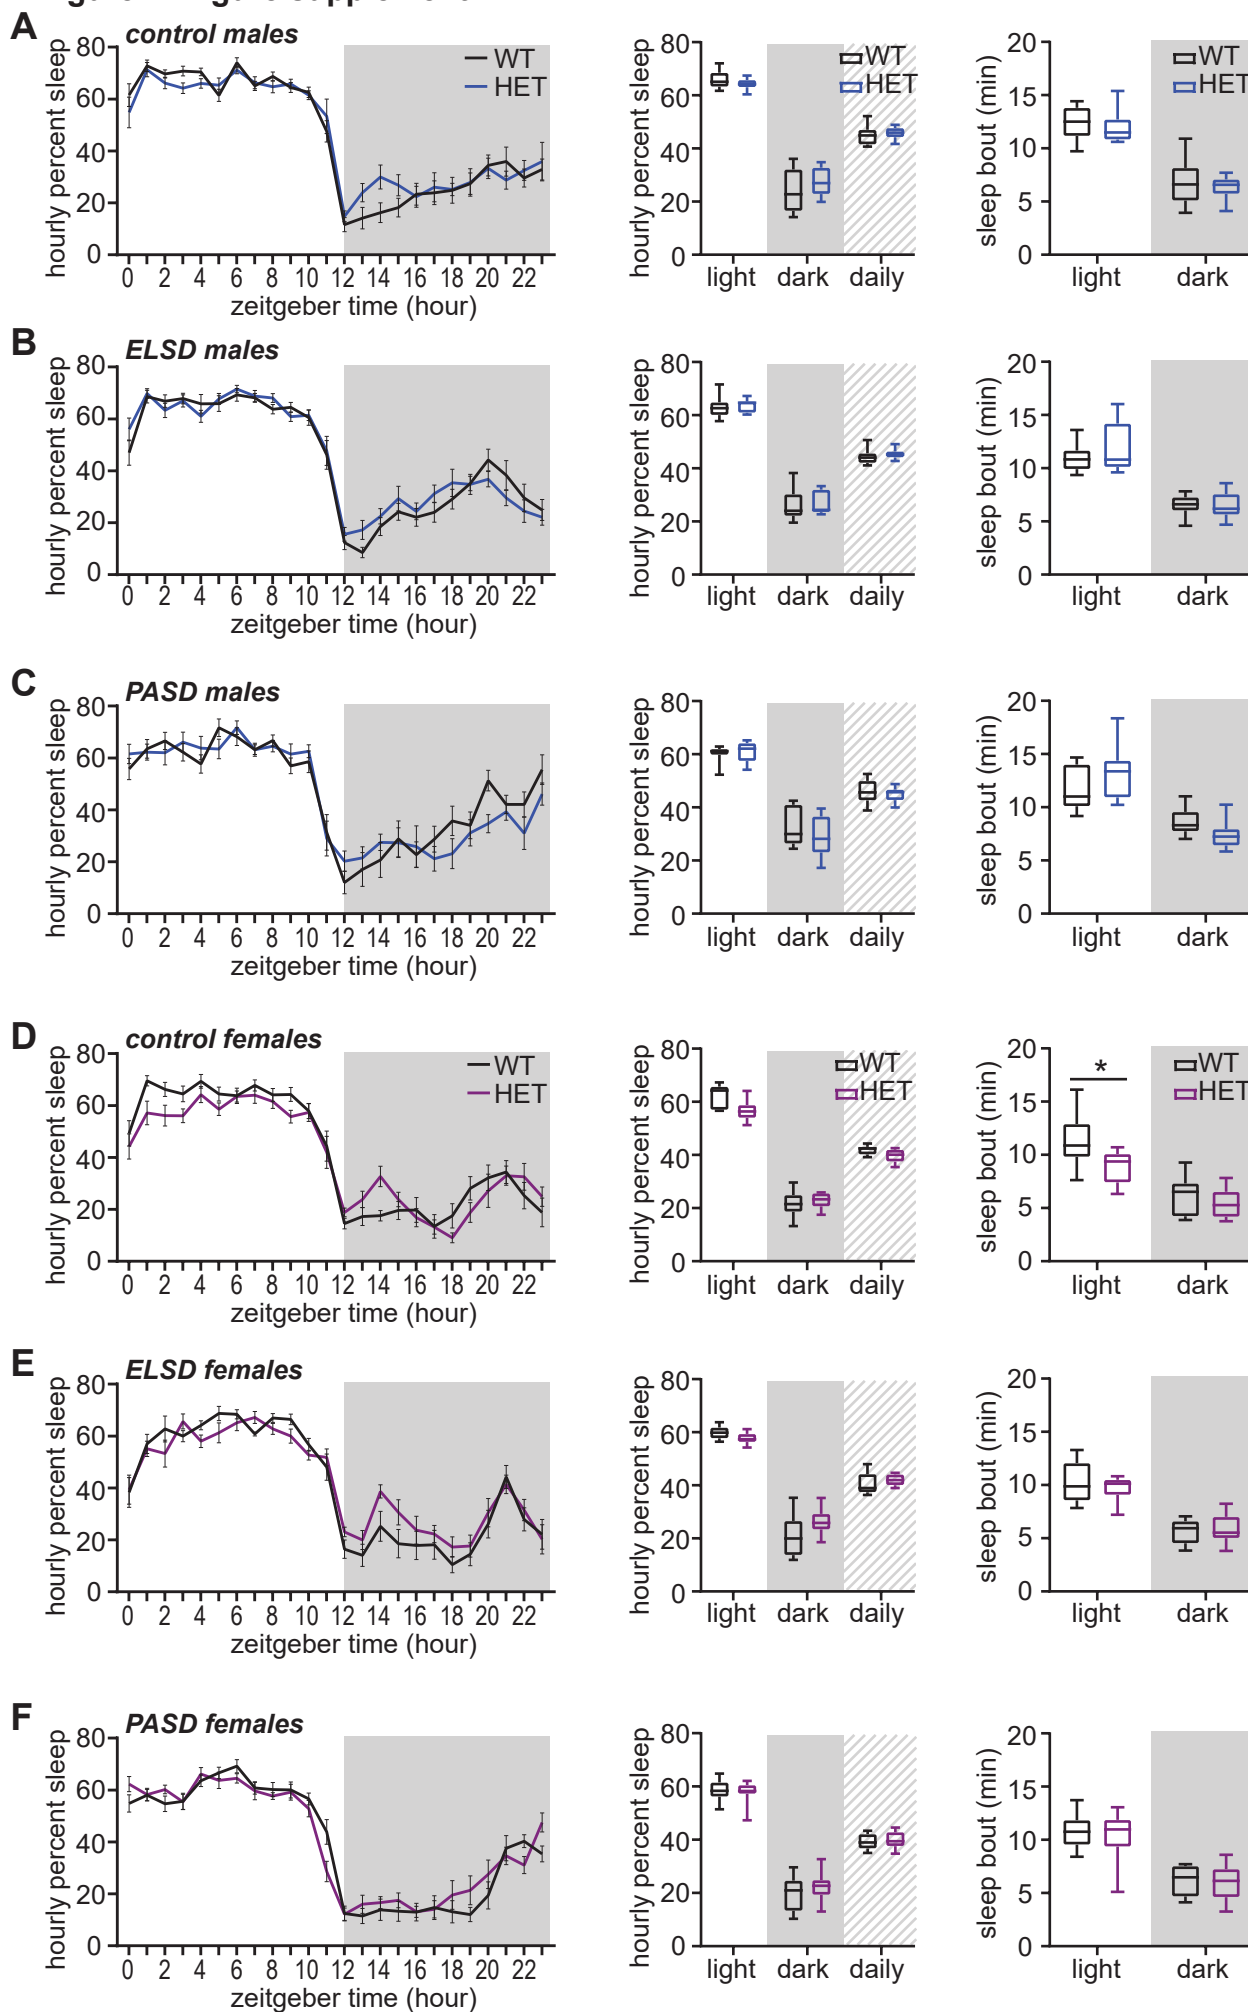 A control males
WT
HET
hourly percent sleep
80
60
40
20
0
0 2 4 6 8 10 12 14 16 18 20 22
zeitgeber time (hour)
hourly percent sleep
80
60
40
20
0
WT
HET
light dark daily
sleep bout (min)
20
15
10
5
0
WT
HET
light dark
B ELSD males
hourly percent sleep
80
60
40
20
0
0 2 4 6 8 10 12 14 16 18 20 22
zeitgeber time (hour)
hourly percent sleep
80
60
40
20
0
light dark daily
sleep bout (min)
20
15
10
5
0
light dark
C PASD males
hourly percent sleep
80
60
40
20
0
0 2 4 6 8 10 12 14 16 18 20 22
zeitgeber time (hour)
hourly percent sleep
80
60
40
20
0
light dark daily
sleep bout (min)
20
15
10
5
0
light dark
D control females
WT
HET
hourly percent sleep
80
60
40
20
0
0 2 4 6 8 10 12 14 16 18 20 22
zeitgeber time (hour)
hourly percent sleep
80
60
40
20
0
WT
HET
light dark daily
sleep bout (min)
20
15
10
5
0
*
WT
HET
light dark
E ELSD females
hourly percent sleep
80
60
40
20
0
0 2 4 6 8 10 12 14 16 18 20 22
zeitgeber time (hour)
hourly percent sleep
80
60
40
20
0
light dark daily
sleep bout (min)
20
15
10
5
0
light dark
F PASD females
hourly percent sleep
80
60
40
20
0
0 2 4 6 8 10 12 14 16 18 20 22
zeitgeber time (hour)
hourly percent sleep
80
60
40
20
0
light dark daily
sleep bout (min)
20
15
10
5
0
light dark